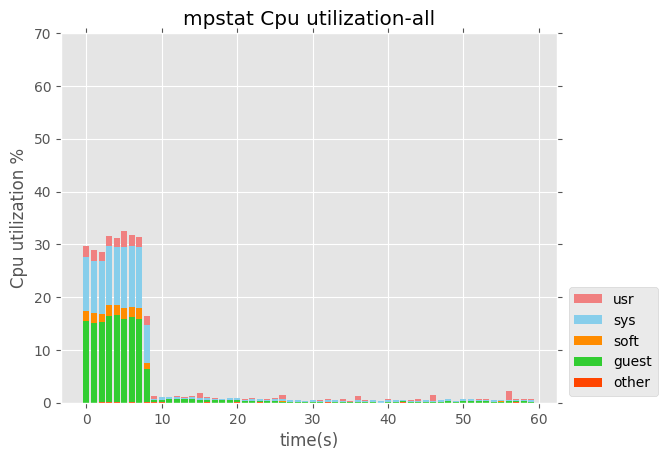 mpstat Cpu utilization-all
70
60
50
40
30
20
10
0
Cpu utilization %
0 10 20 30 40 50 60
time(s)
usr
sys
soft
guest
other